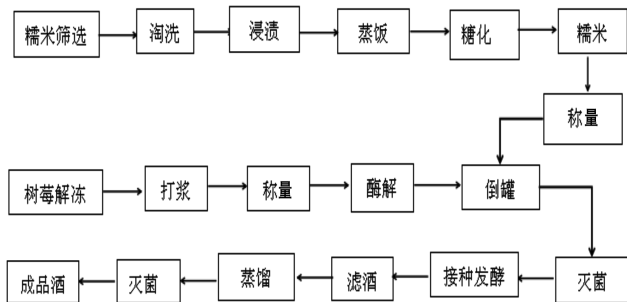 糯米筛选
淘洗
浸渍
蒸饭
糖化
糯米
称量
树莓解冻
打浆
称量
酶解
倒罐
成品酒
灭菌
蒸馏
滤酒
接种发酵
灭菌